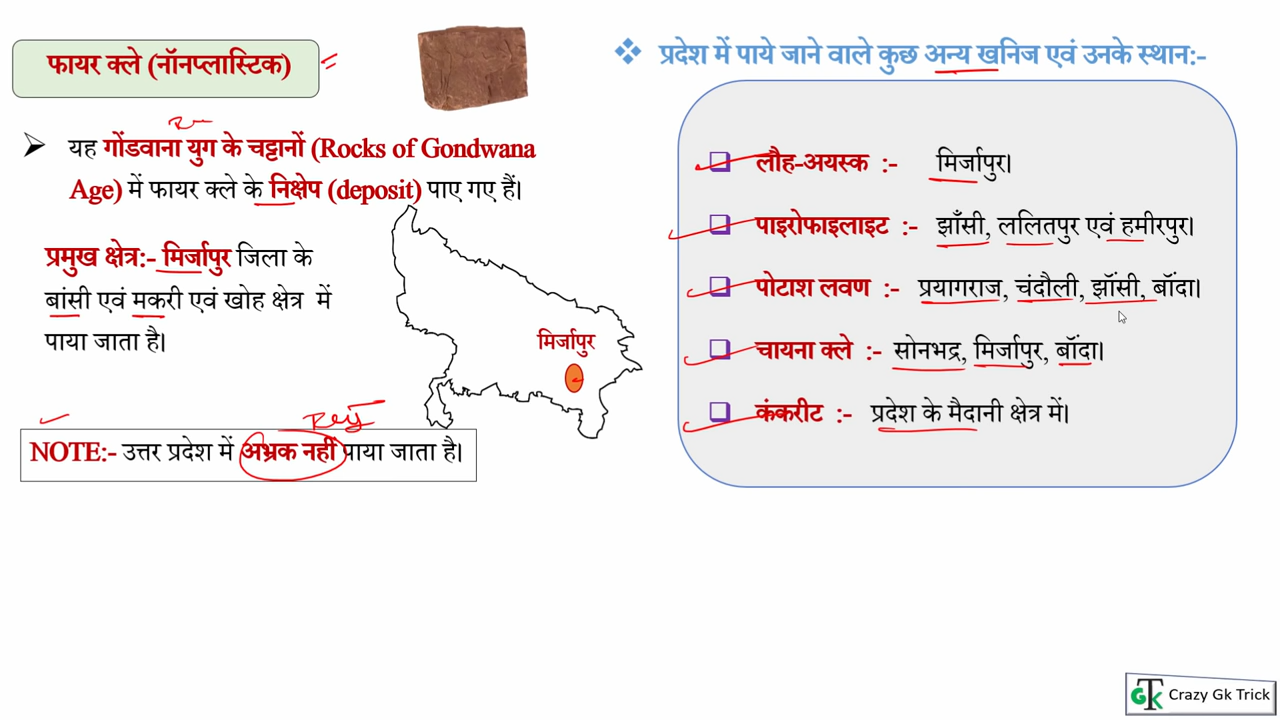 फायर क्ले (नॉनप्लास्टिक)
यह गोंडवाना युग के चट्टानों (Rocks of Gondwana
Age) में फायर क्ले के निक्षेप (deposit) पाए गए हैं।
प्रमुख क्षेत्र:- मिर्जापुर जिला के
बांसी एवं मकरी एवं खोह क्षेत्र में
पाया जाता है।
मिर्जापुर
NOTE:- उत्तर प्रदेश में अभ्रक नहीं पाया जाता है।
प्रदेश में पाये जाने वाले कुछ अन्य खनिज एवं उनके स्थान:-
लौह-अयस्क :- मिर्जापुर।
पाइरोफाइलाइट :- झाँसी, ललितपुर एवं हमीरपुर।
पोटाश लवण :- प्रयागराज, चंदौली, झॉंसी, बॉंदा।
चायना क्ले :- सोनभद्र, मिर्जापुर, बॉंदा।
कंकरीट :- प्रदेश के मैदानी क्षेत्र में।
GTK Crazy Gk Trick